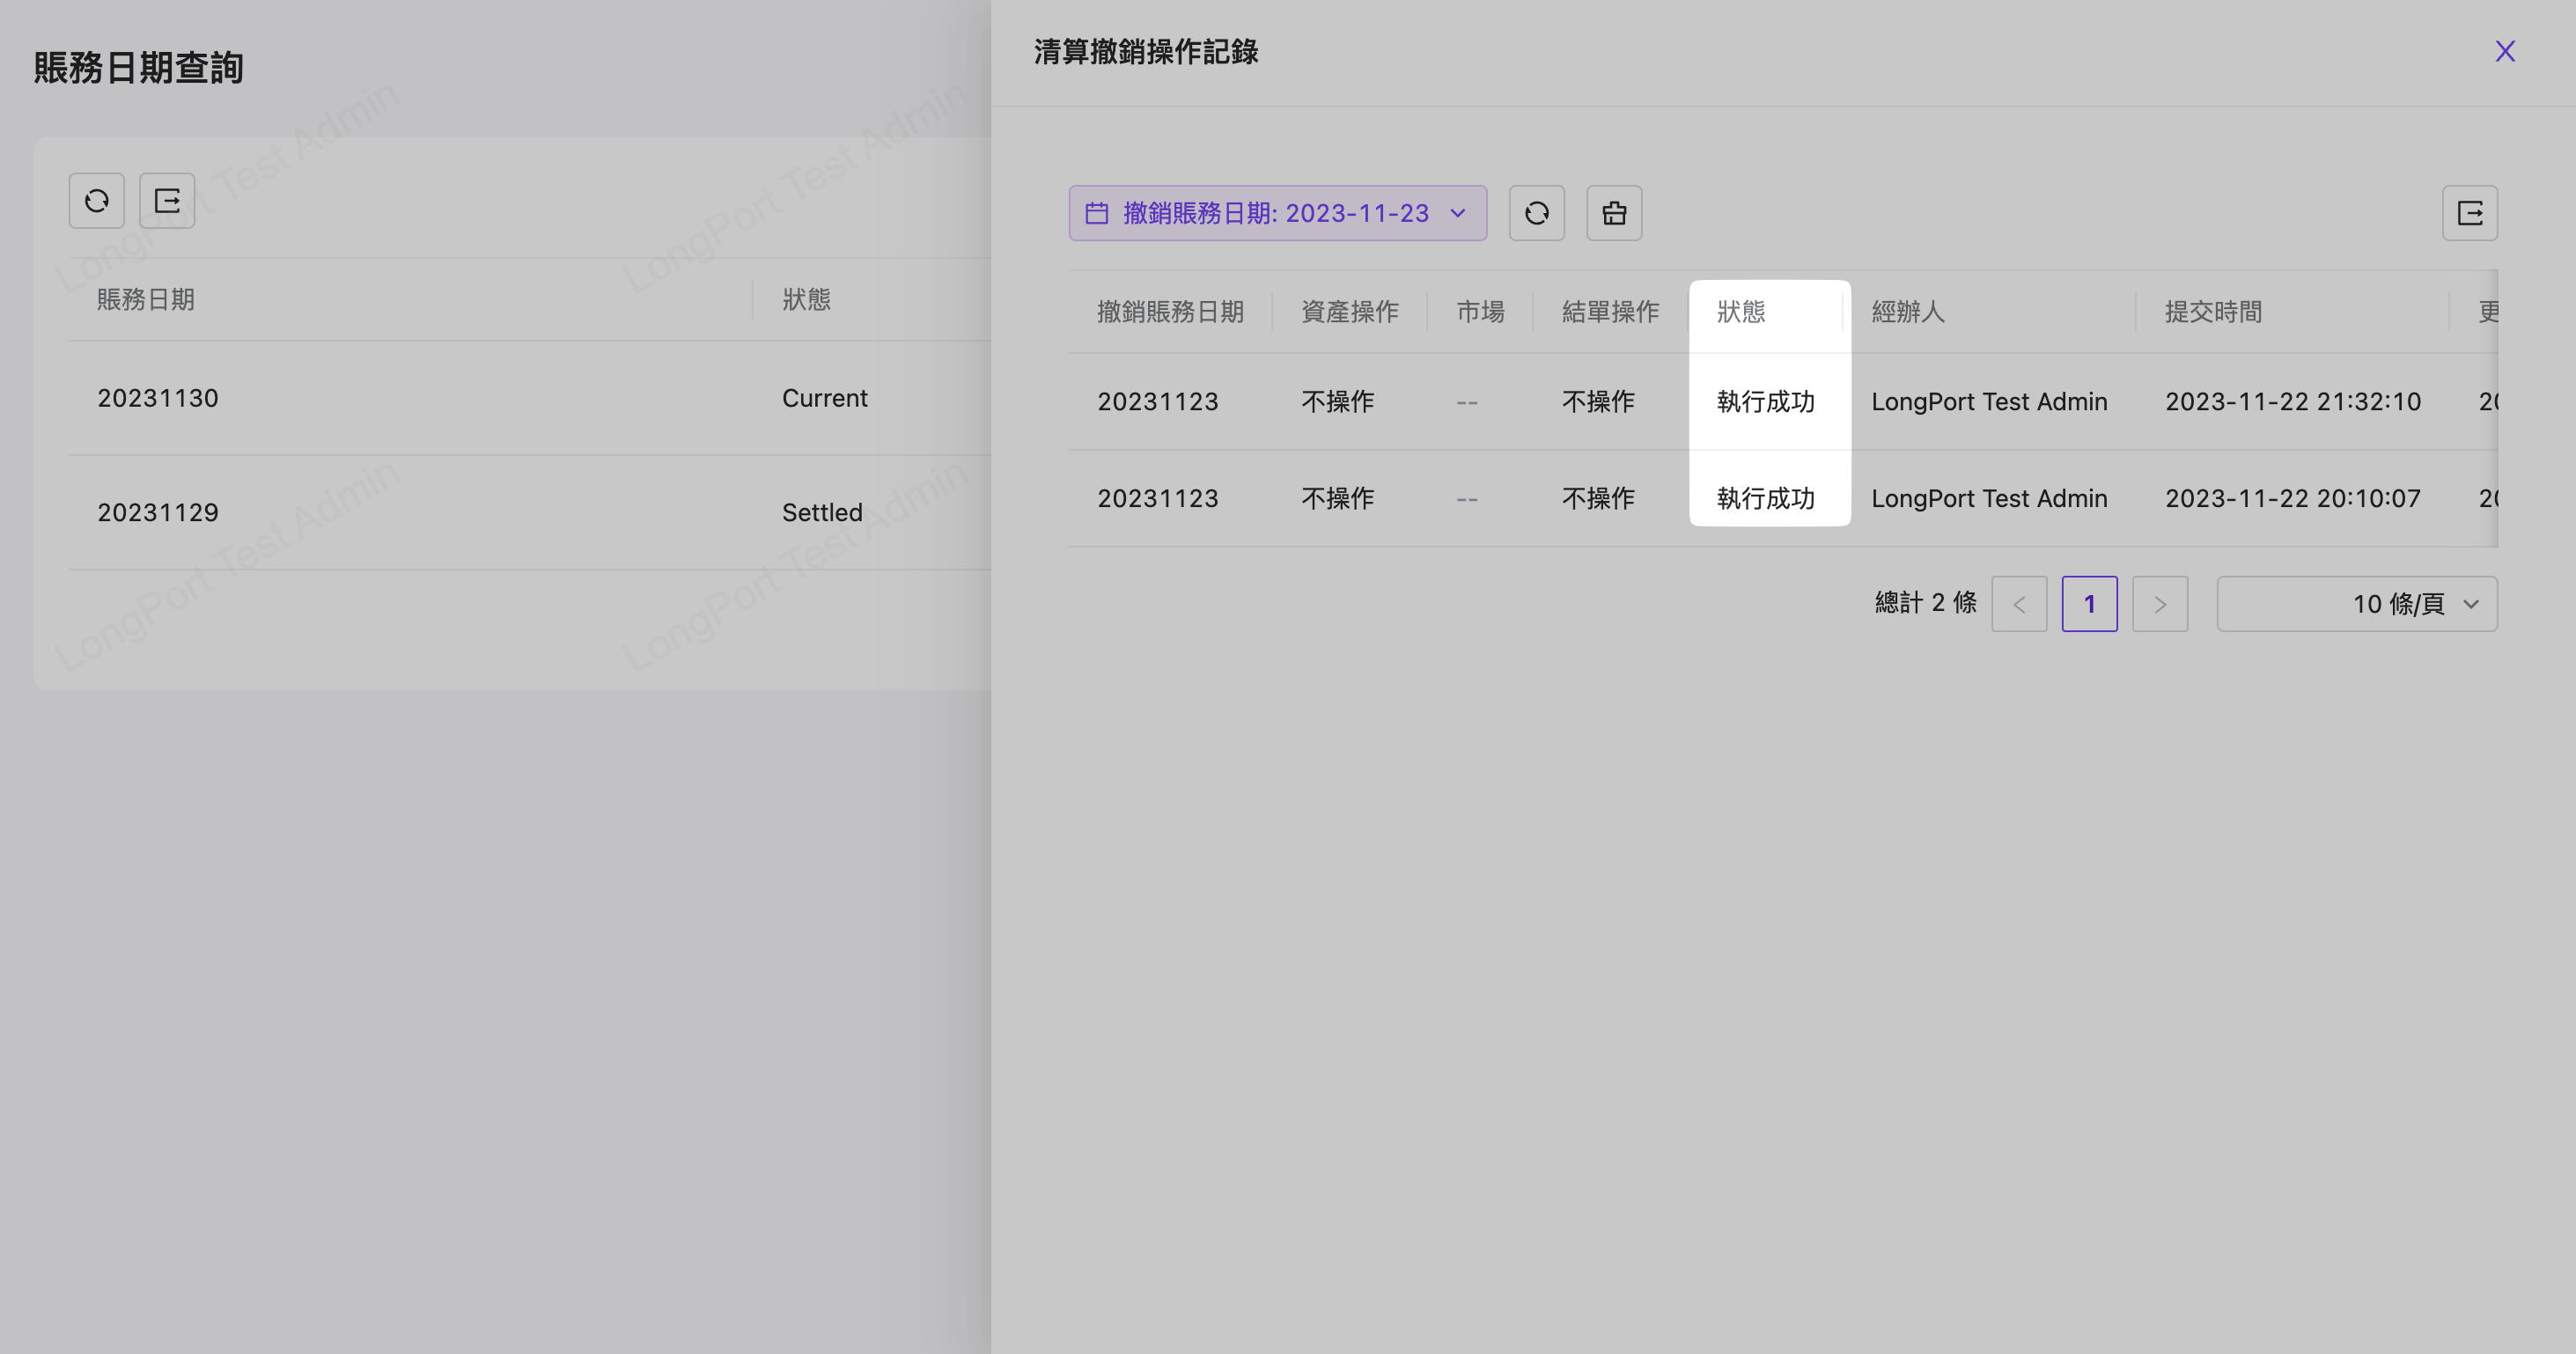 賬務日期查詢
賬務日期 狀態
20231130 Current
20231129 Settled
清算撤銷操作記錄
撤銷賬務日期: 2023-11-23
撤銷賬務日期 資產操作 市場 結單操作 狀態 經辦人 提交時間 更
20231123 不操作 -- 不操作 執行成功 LongPort Test Admin 2023-11-22 21:32:10 20
20231123 不操作 -- 不操作 執行成功 LongPort Test Admin 2023-11-22 20:10:07 20
總計 2 條 < 1 > 10 條/頁
LongPort Test Admin
LongPort Test Admin
LongPort Test Admin
LongPort Test Admin